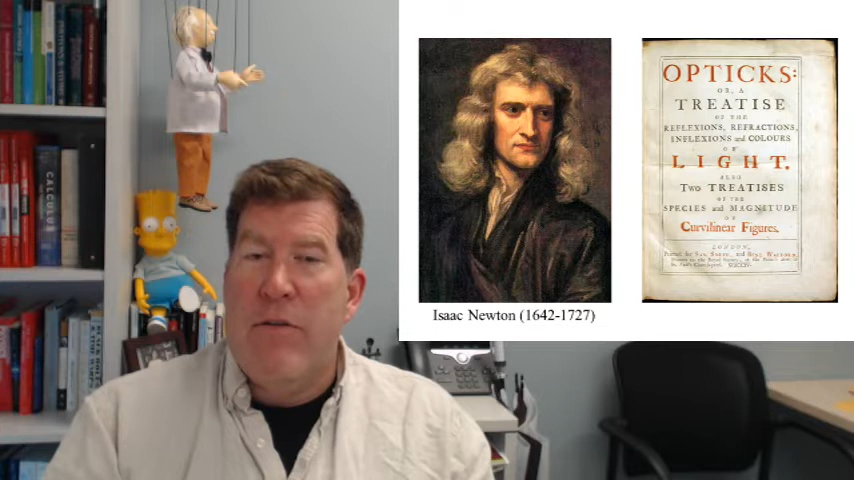 CALCULUS
OPTICKS:
OR, A
TREATISE
OF THE
REFLEXIONS, REFRACTIONS,
INFLEXIONS and COLOURS
OF
LIGHT.
ALSO
Two TREATISES
OF THE
SPECIES and MAGNITUDE
OF
Curvilinear Figures.
LONDON,
Isaac Newton (1642-1727)